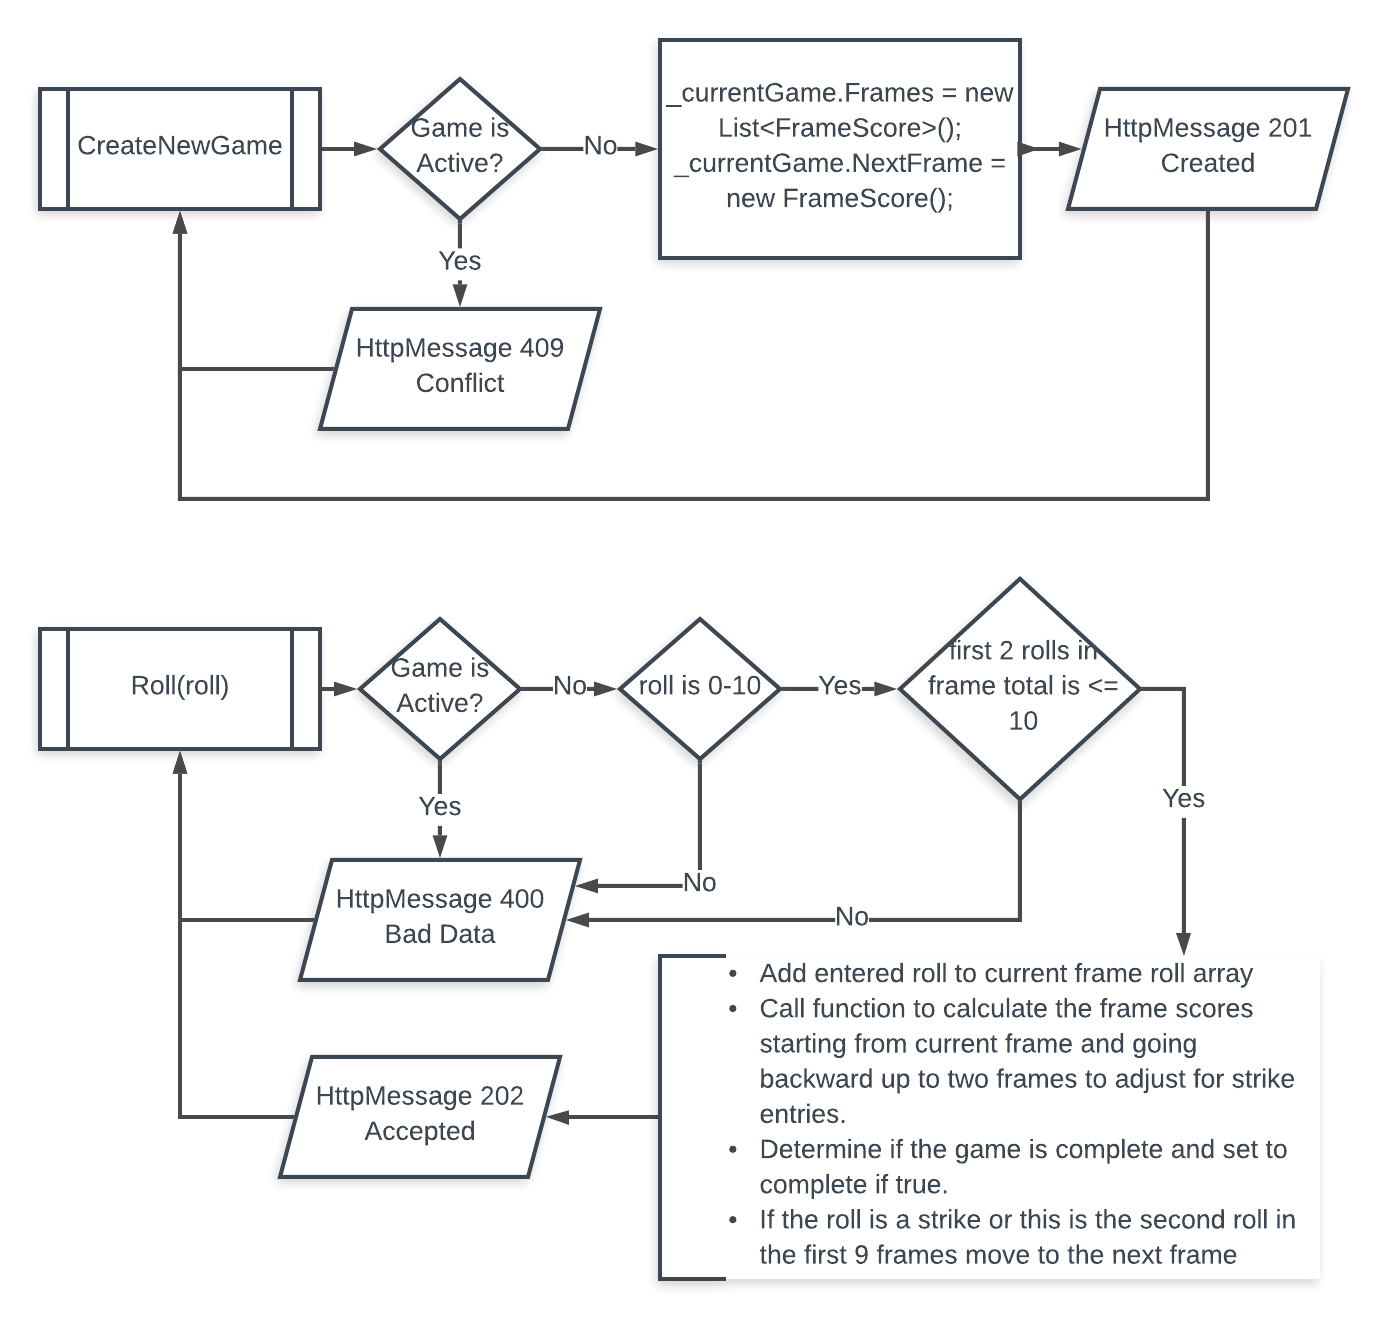 CreateNewGame
Game is
Active?
No
_currentGame.Frames = new
List<FrameScore>();
_currentGame.NextFrame =
new FrameScore();
HttpMessage 201
Created
Yes
HttpMessage 409
Conflict
Roll(roll)
Game is
Active?
No
roll is 0-10
Yes
first 2 rolls in
frame total is <=
10
Yes
Yes
HttpMessage 400
Bad Data
No
No
• Add entered roll to current frame roll array
• Call function to calculate the frame scores
starting from current frame and going
backward up to two frames to adjust for strike
entries.
• Determine if the game is complete and set to
complete if true.
• If the roll is a strike or this is the second roll in
the first 9 frames move to the next frame
HttpMessage 202
Accepted